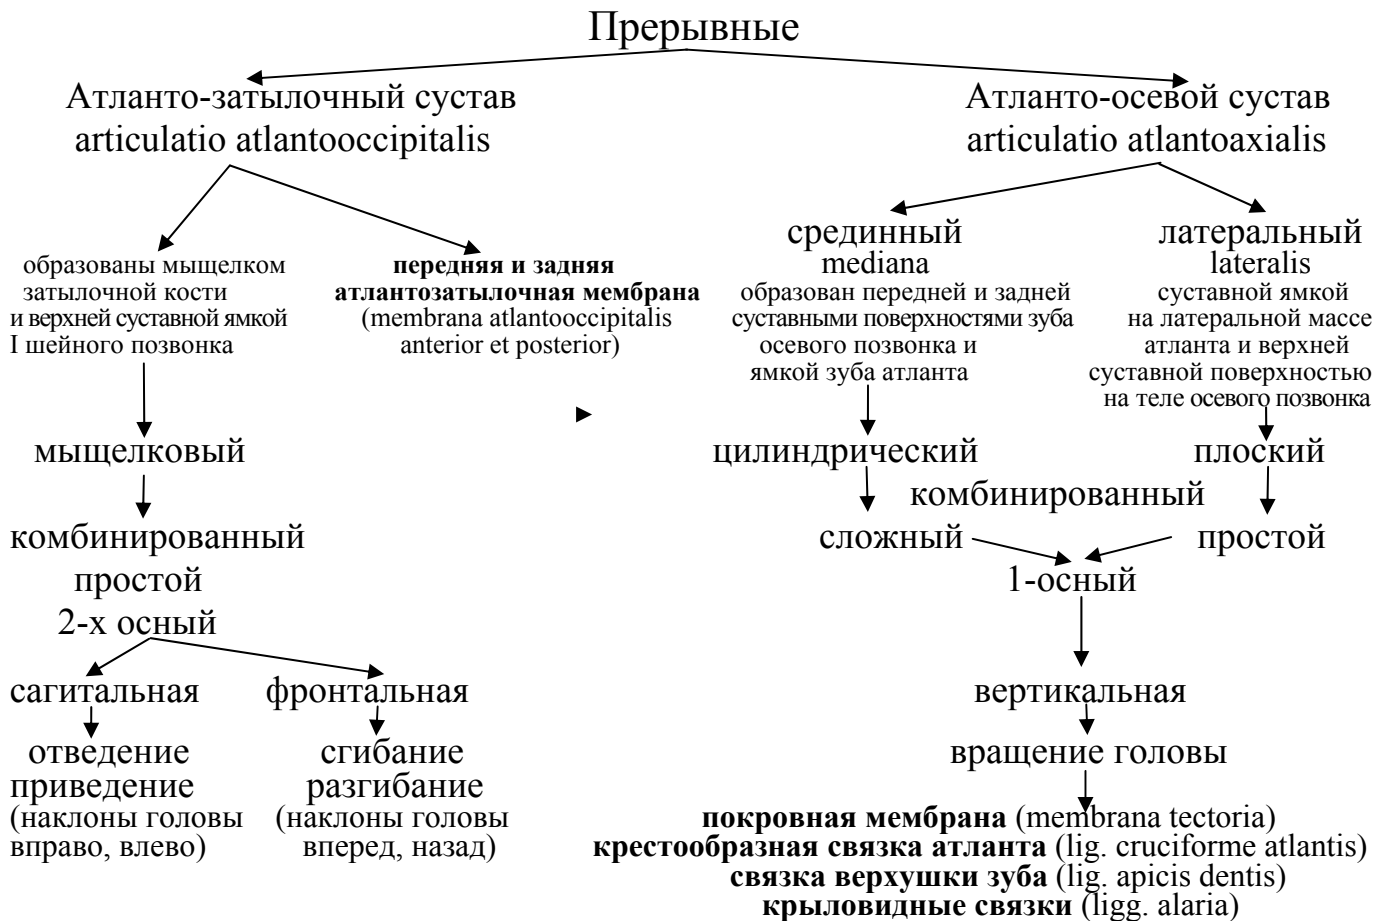 Прерывные
Атланто-затылочный сустав
articulatio atlantooccipitalis
Атланто-осевой сустав
articulatio atlantoaxialis
образованы мыщелком
затылочной кости
и верхней суставной ямкой
I шейного позвонка
передняя и задняя
атлантозатылочная мембрана
(membrana atlantooccipitalis
anterior et posterior)
срединный
mediana
образован передней и задней
суставными поверхностями зуба
осевого позвонка и
ямкой зуба атланта
латеральный
lateralis
суставной ямкой
на латеральной массе
атланта и верхней
суставной поверхностью
на теле осевого позвонка
мыщелковый
цилиндрический
плоский
комбинированный
комбинированный
простой
2-х осный
сложный
простой
1-осный
сагитальная
фронтальная
вертикальная
отведение
приведение
(наклоны головы
вправо, влево)
сгибание
разгибание
(наклоны головы
вперед, назад)
вращение головы
покровная мембрана (membrana tectoria)
крестообразная связка атланта (lig. cruciforme atlantis)
связка верхушки зуба (lig. apicis dentis)
крыловидные связки (ligg. alaria)